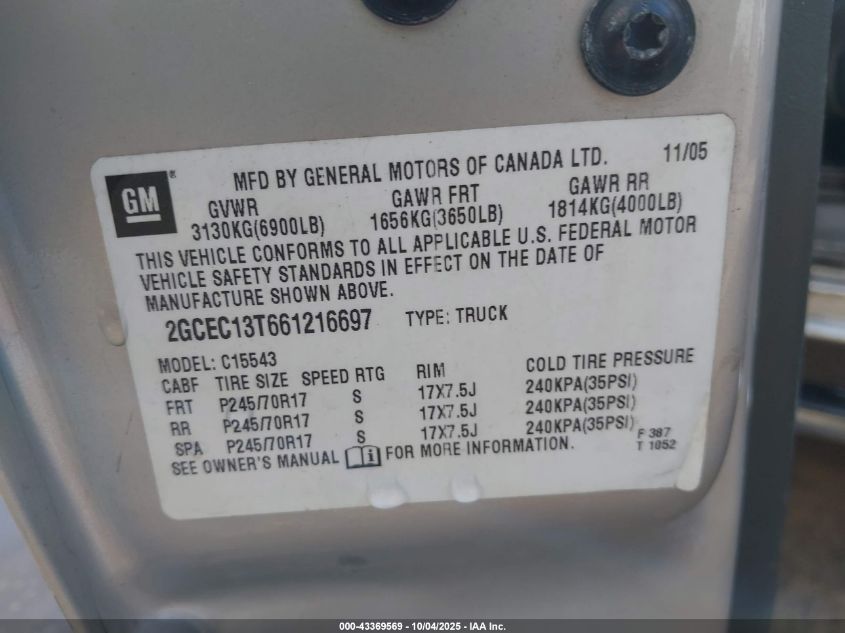 GM ®
MFD BY GENERAL MOTORS OF CANADA LTD. 11/05
GVWR GAWR FRT GAWR RR
3130KG(6900LB) 1656KG(3650LB) 1814KG(4000LB)
THIS VEHICLE CONFORMS TO ALL APPLICABLE U.S. FEDERAL MOTOR
VEHICLE SAFETY STANDARDS IN EFFECT ON THE DATE OF
MANUFACTURE SHOWN ABOVE.
2GCEC13T661216697 TYPE: TRUCK
MODEL: C15543
CABF TIRE SIZE SPEED RTG RIM COLD TIRE PRESSURE
FRT P245/70R17 S 17X7.5J 240KPA(35PSI)
RR P245/70R17 S 17X7.5J 240KPA(35PSI)
SPA P245/70R17 S 17X7.5J 240KPA(35PSI)
SEE OWNER'S MANUAL i FOR MORE INFORMATION.
F 387
T 1052
000-43369569 - 10/04/2025 - IAA Inc.